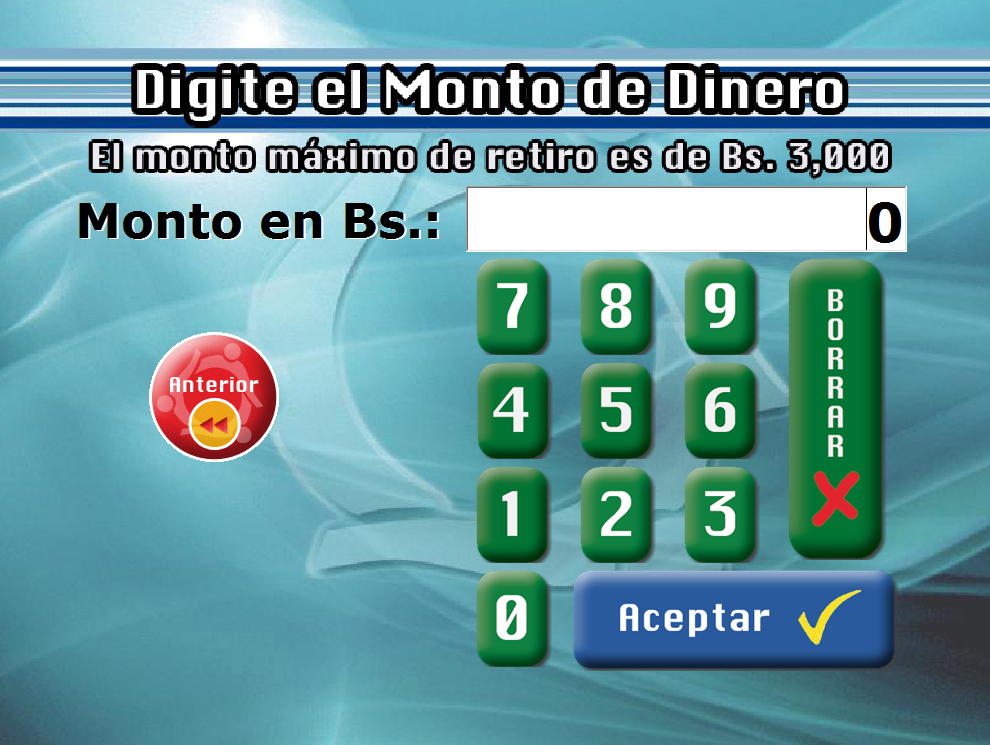 Digite el Monto de Dinero
El monto máximo de retiro es de Bs. 3,000
Monto en Bs.: 0
7 8 9
BORRAR
Anterior
4 5 6
1 2 3
0 Aceptar